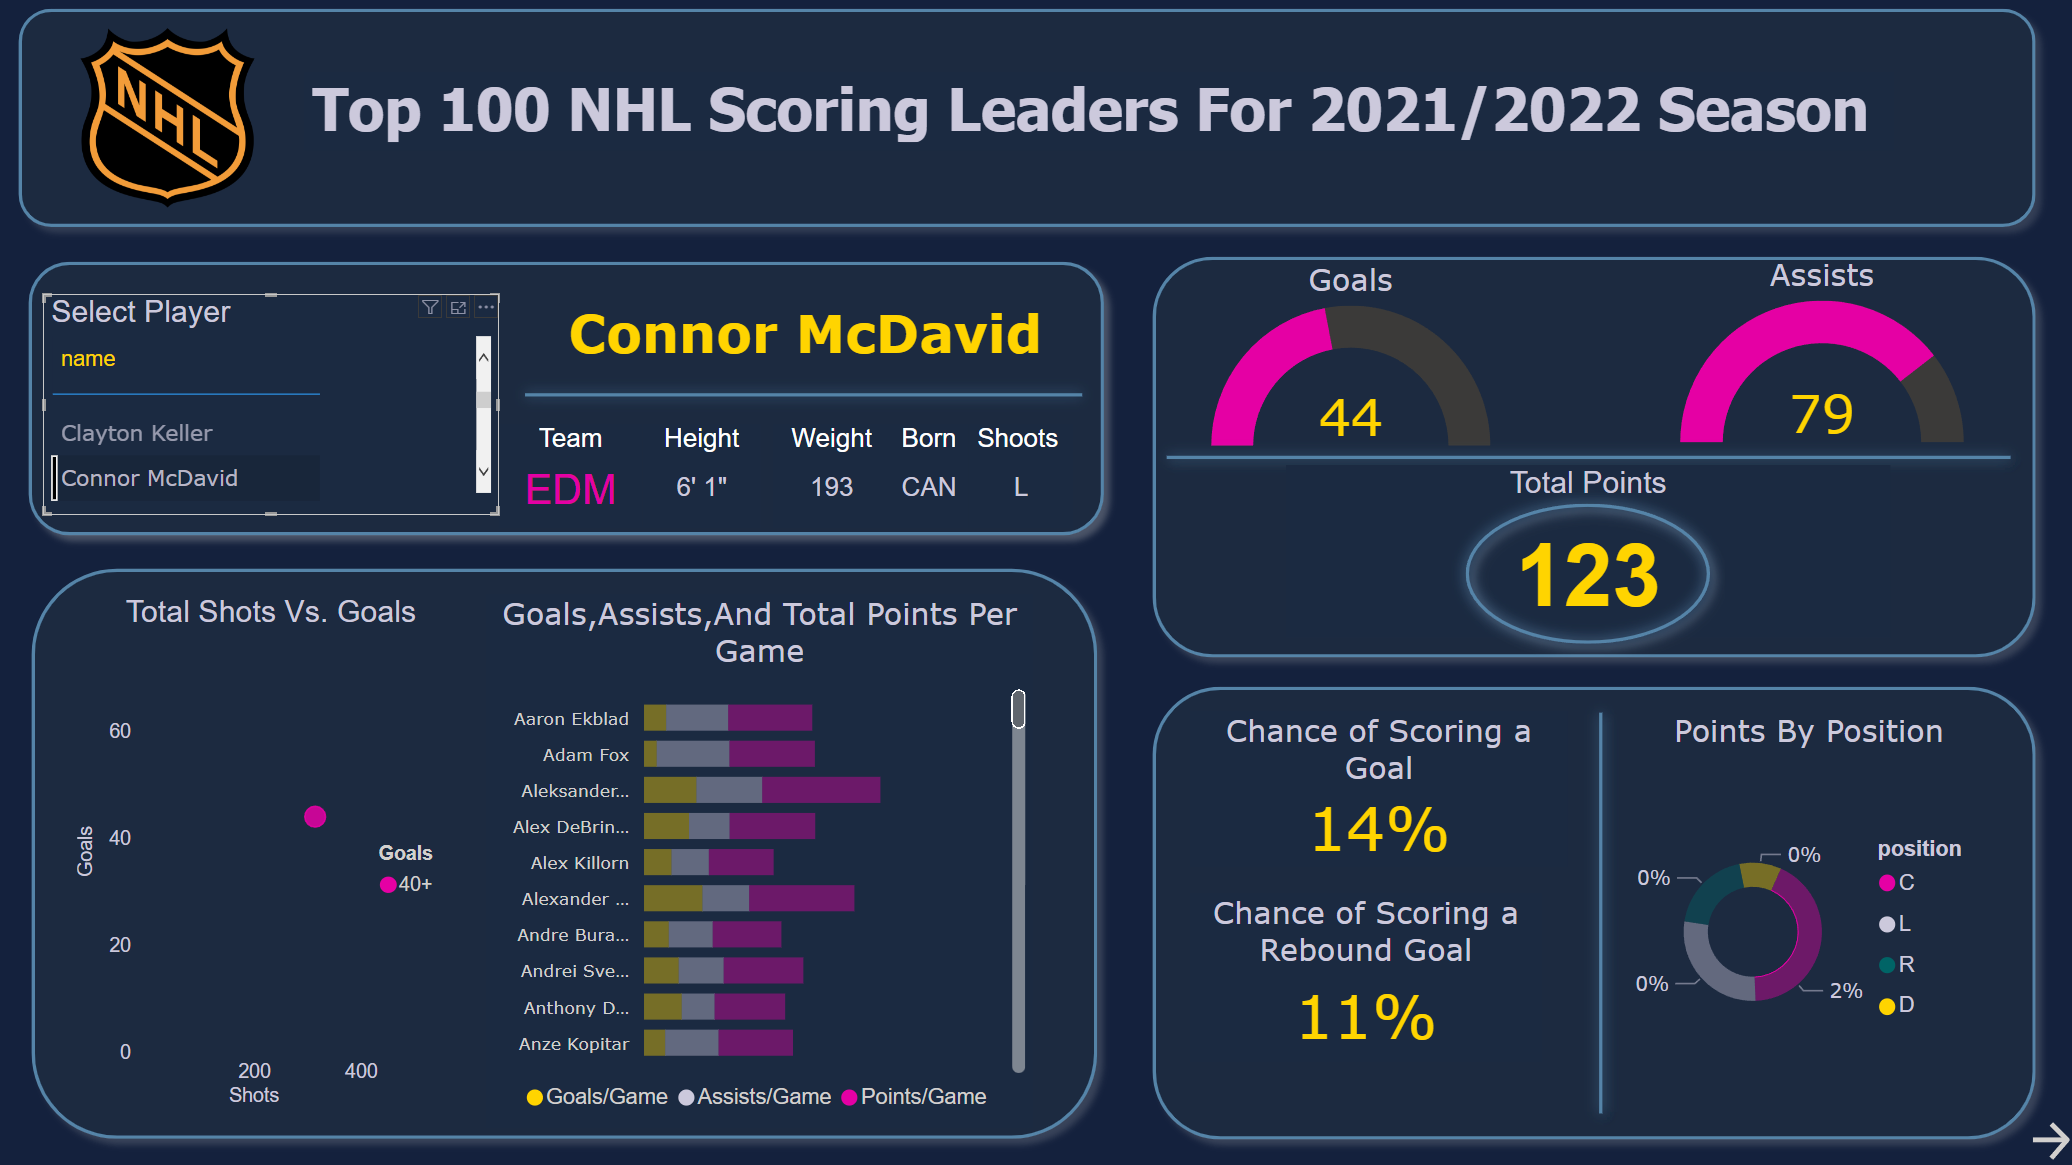 NHL
Top 100 NHL Scoring Leaders For 2021/2022 Season
Select Player
name
Clayton Keller
Connor McDavid
Connor McDavid
Team Height Weight Born Shoots
EDM 6' 1" 193 CAN L
Goals
44
Assists
79
Total Points
123
Total Shots Vs. Goals
60
40
20
0
Goals
200 400
Shots
Goals
40+
Goals,Assists,And Total Points Per
Game
Aaron Ekblad
Adam Fox
Aleksander...
Alex DeBrin...
Alex Killorn
Alexander ...
Andre Bura...
Andrei Sve...
Anthony D...
Anze Kopitar
Goals/Game Assists/Game Points/Game
Chance of Scoring a
Goal
14%
Chance of Scoring a
Rebound Goal
11%
Points By Position
0%
0%
0%
2%
position
C
L
R
D